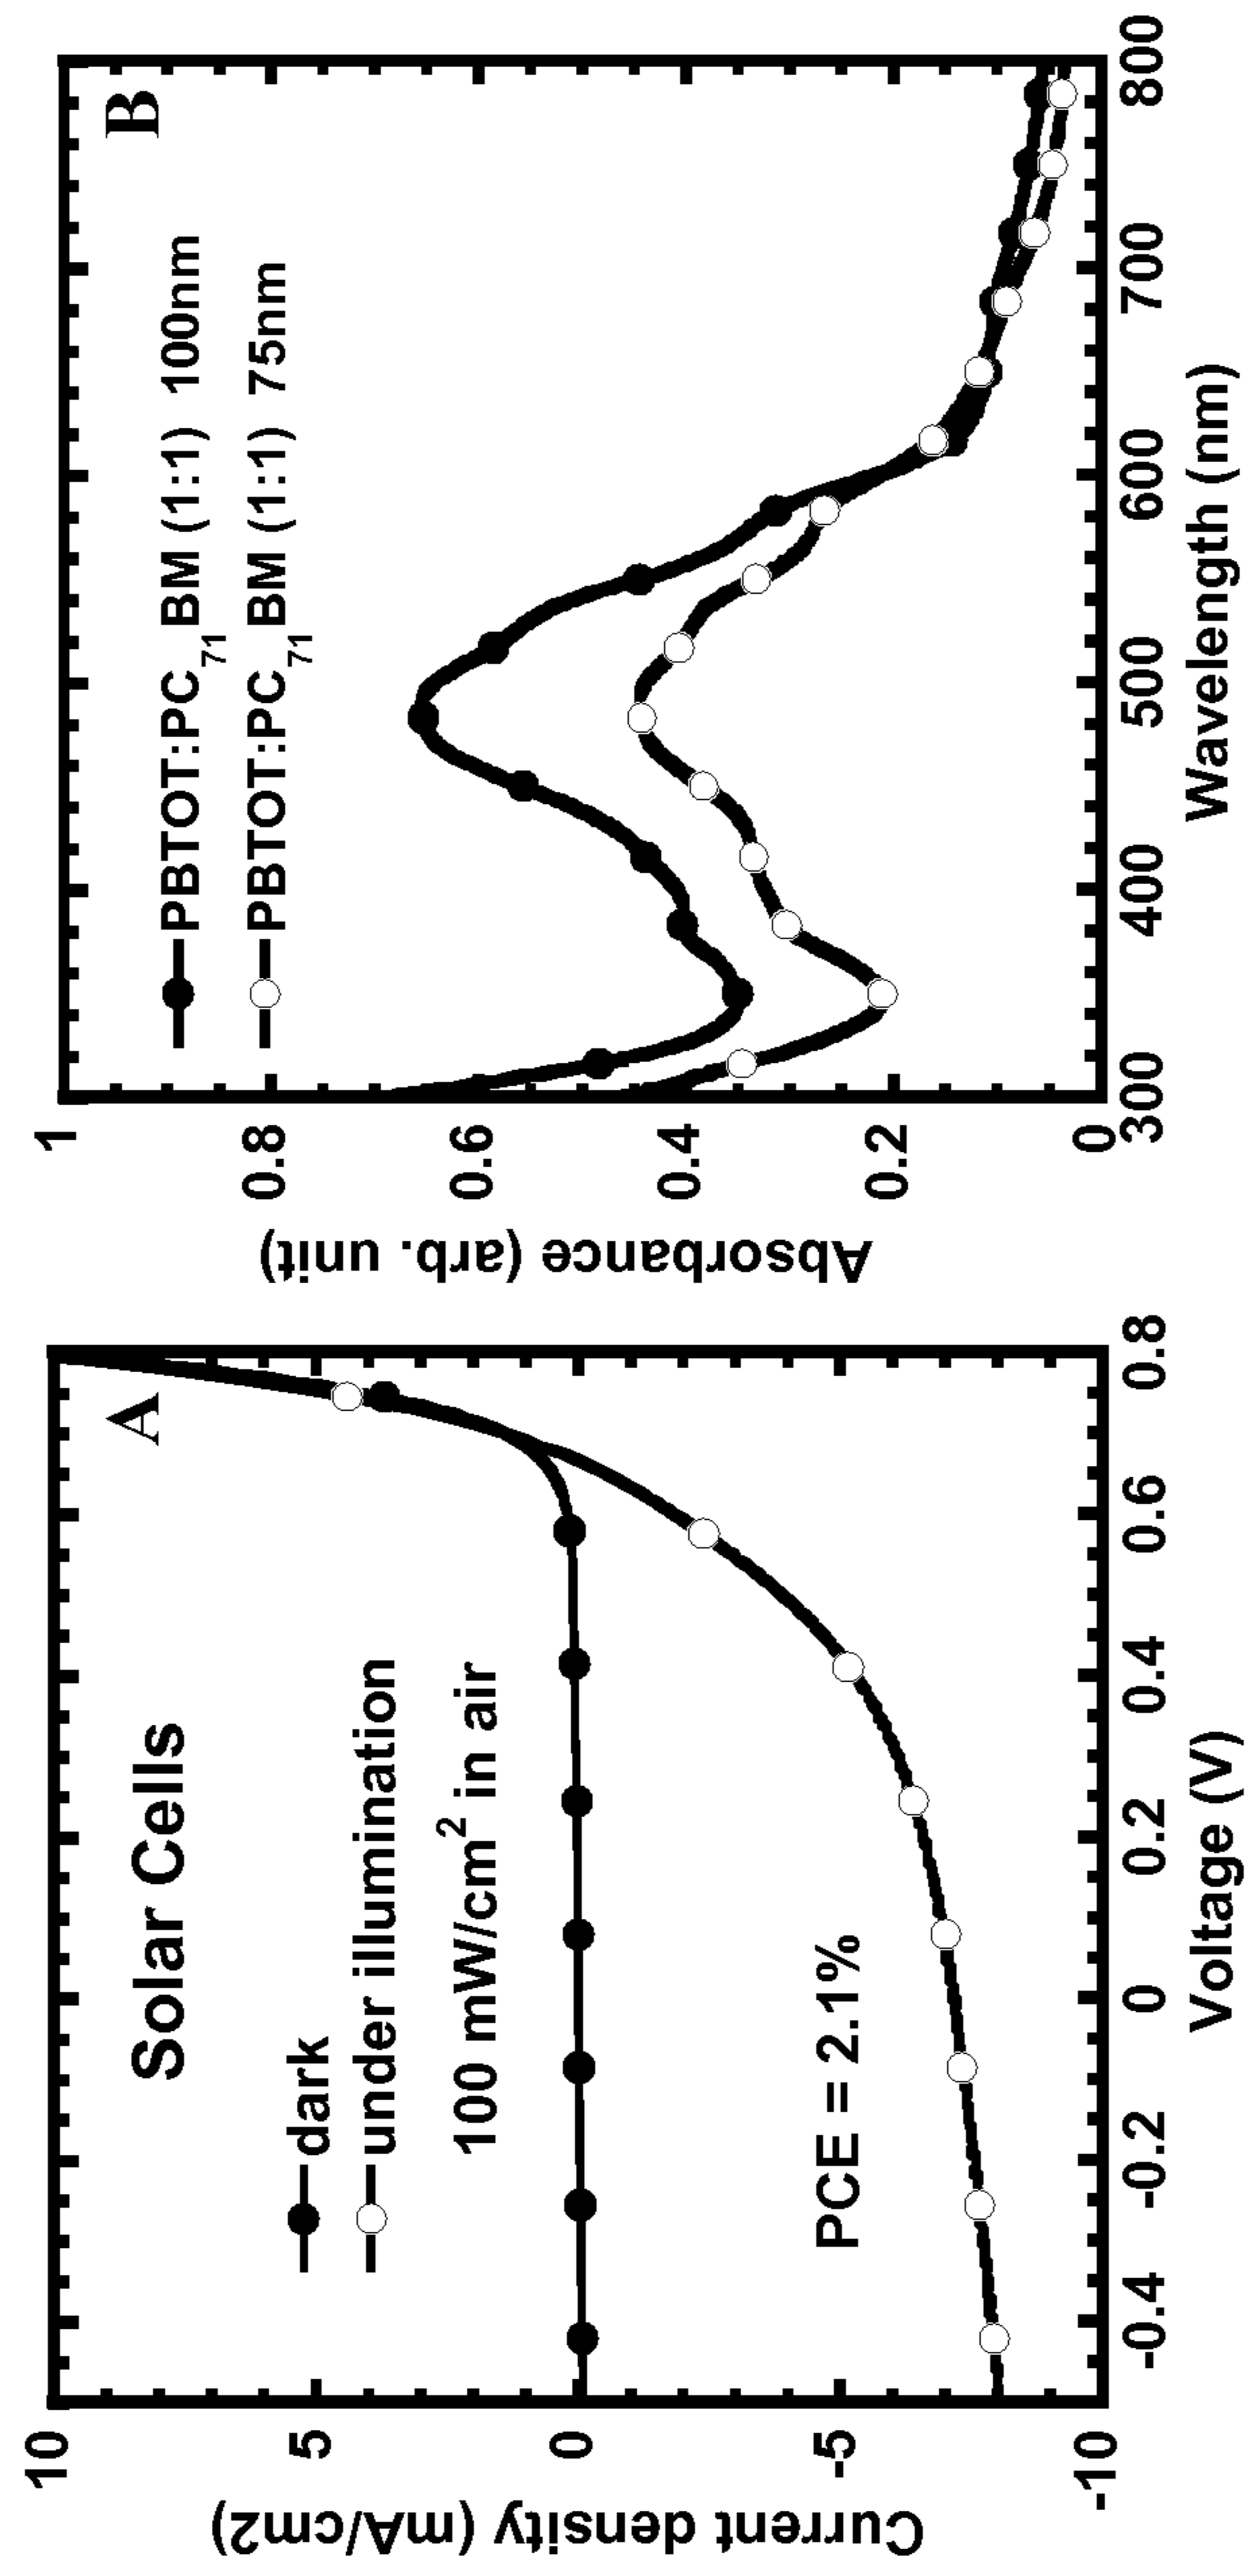 A
Solar Cells
dark
under illumination
100 mW/cm2 in air
PCE = 2.1%
10
5
0
-5
-10
-0.4
-0.2
0
0.2
0.4
0.6
0.8
Current density (mA/cm2)
Voltage (V)
B
PBTOT:PC71BM (1:1) 100nm
PBTOT:PC71BM (1:1) 75nm
1
0.8
0.6
0.4
0.2
0
300
400
500
600
700
800
Absorbance (arb. unit)
Wavelength (nm)